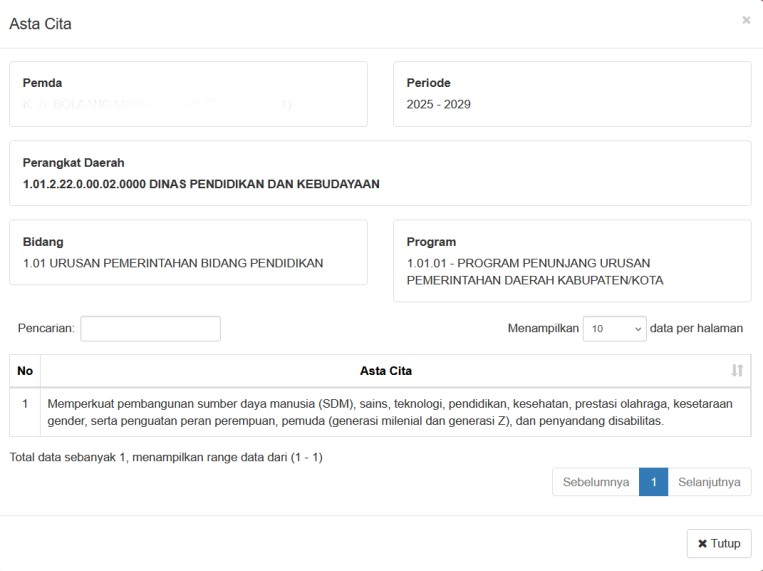 Asta Cita
×
Pemda
Periode
2025 - 2029
Perangkat Daerah
1.01.2.22.0.00.02.0000 DINAS PENDIDIKAN DAN KEBUDAYAAN
Bidang
1.01 URUSAN PEMERINTAHAN BIDANG PENDIDIKAN
Program
1.01.01 - PROGRAM PENUNJANG URUSAN
PEMERINTAHAN DAERAH KABUPATEN/KOTA
Pencarian:
Menampilkan 10 data per halaman
No Asta Cita
1 Memperkuat pembangunan sumber daya manusia (SDM), sains, teknologi, pendidikan, kesehatan, prestasi olahraga, kesetaraan
gender, serta penguatan peran perempuan, pemuda (generasi milenial dan generasi Z), dan penyandang disabilitas.
Total data sebanyak 1, menampilkan range data dari (1 - 1)
Sebelumnya 1 Selanjutnya
✖ Tutup